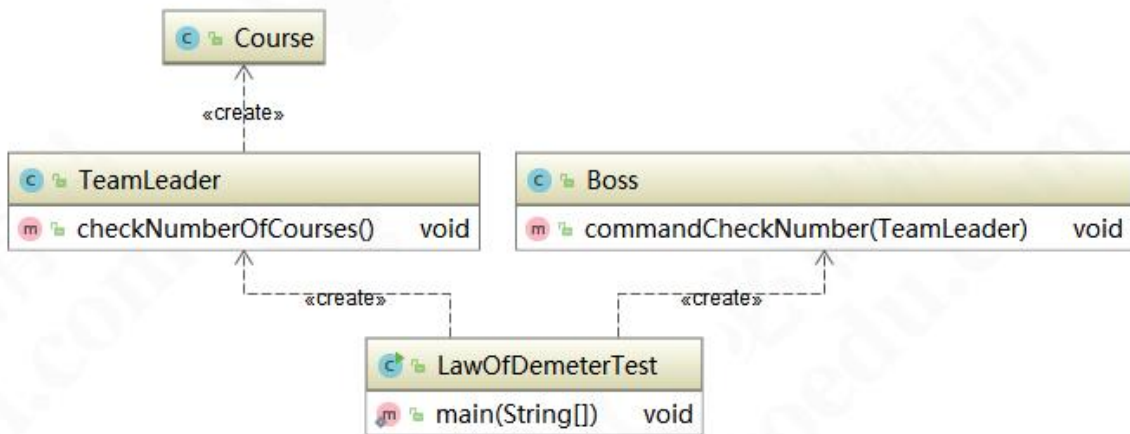 Course
«create»
TeamLeader
checkNumberOfCourses() void
Boss
commandCheckNumber(TeamLeader) void
«create»
«create»
LawOfDemeterTest
main(String[]) void